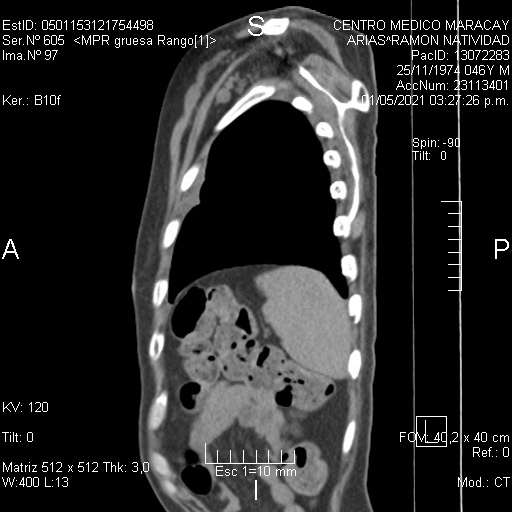 EstID: 0501153121754498
Ser.Nº 605 <MPR gruesa Rango[1]>
Ima.Nº 97
Ker.: B10f
S
CENTRO MEDICO MARACAY
ARIAS^RAMON NATIVIDAD
PacID: 13072283
25/11/1974 046Y M
AccNum: 23113401
01/05/2021 03:27:26 p.m.
Spin: -90
Tilt: 0
A
P
KV: 120
Tilt: 0
Matriz 512 x 512 Thk: 3,0
W:400 L:13
Esc 1=10 mm
I
FOM: 40,2 x 40 cm
Ref.: 0
Mod.: CT